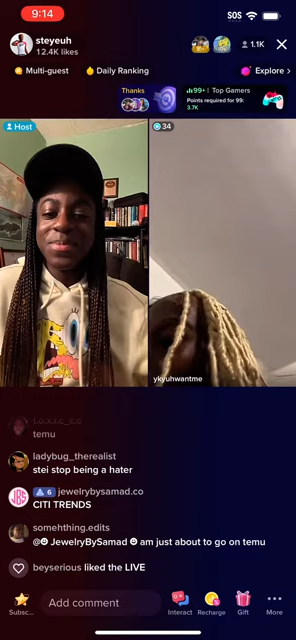 9:14
SOS
steyeuh
12.4K likes
1.1K
Multi-guest
Daily Ranking
Explore >
Thanks
99+ | Top Gamers
Points required for 99:
3.7K
Host
34
ykyuhwantme
temu
ladybug_therealist
stei stop being a hater
6 jewelrybysamad.co
CITI TRENDS
somehthing.edits
@😶 JewelryBySamad 😶 am just about to go on temu
beyserious liked the LIVE
Subsc...
Add comment
Interact
Recharge
Gift
More